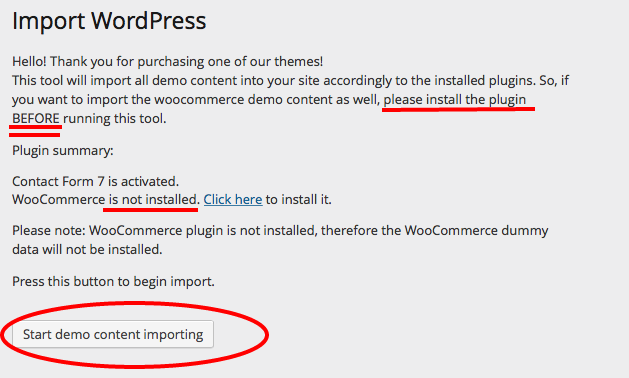 Import WordPress
Hello! Thank you for purchasing one of our themes!
This tool will import all demo content into your site accordingly to the installed plugins. So, if
you want to import the woocommerce demo content as well, please install the plugin
BEFORE running this tool.
Plugin summary:
Contact Form 7 is activated.
WooCommerce is not installed. Click here to install it.
Please note: WooCommerce plugin is not installed, therefore the WooCommerce dummy
data will not be installed.
Press this button to begin import.
Start demo content importing